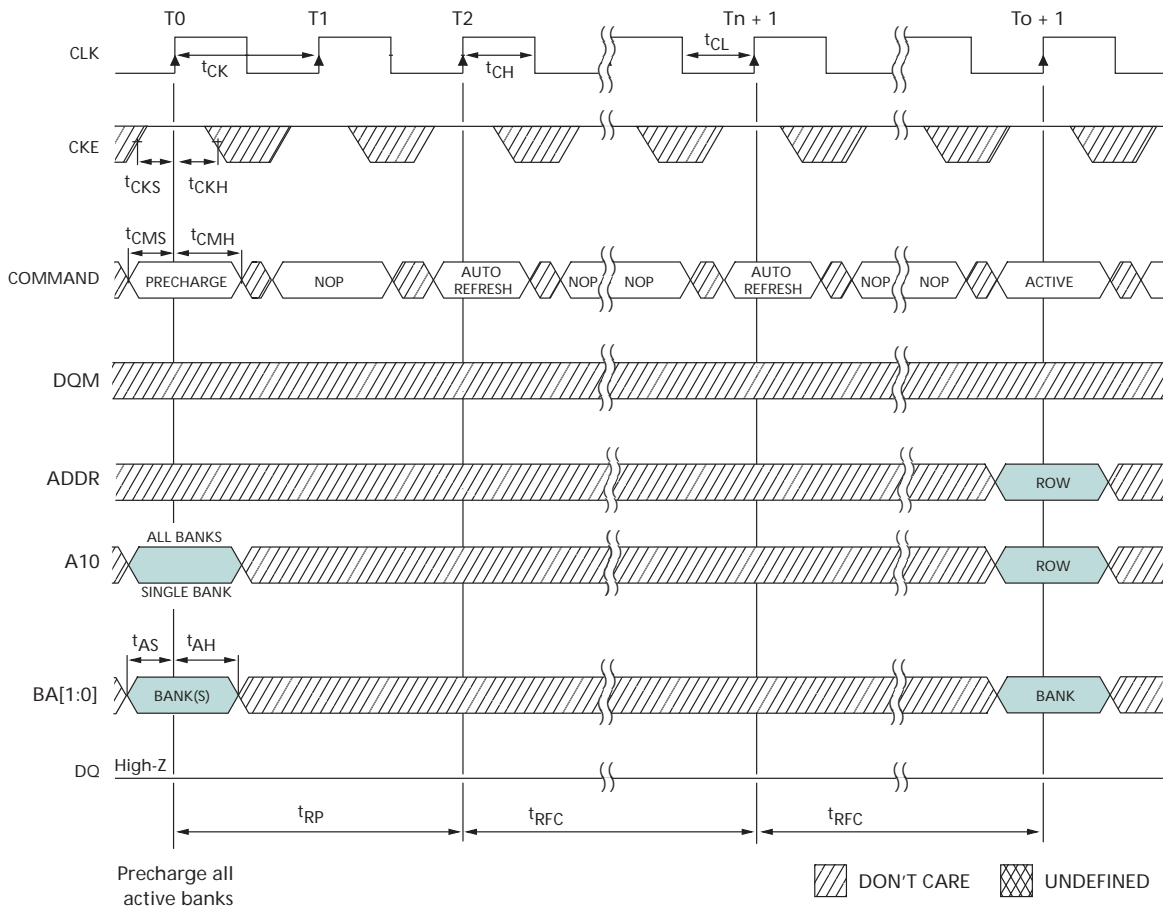 T0 T1 T2 Tn + 1 To + 1
CLK tCK tCH tCL
CKE
tCKS tCKH
tCMS tCMH
COMMAND PRECHARGE NOP AUTO REFRESH NOP NOP AUTO REFRESH NOP NOP ACTIVE
DQM
ADDR ROW
ALL BANKS
A10 ROW
SINGLE BANK
tAS tAH
BA[1:0] BANK(S) BANK
DQ High-Z
tRP tRFC tRFC
Precharge all
active banks
DON'T CARE UNDEFINED